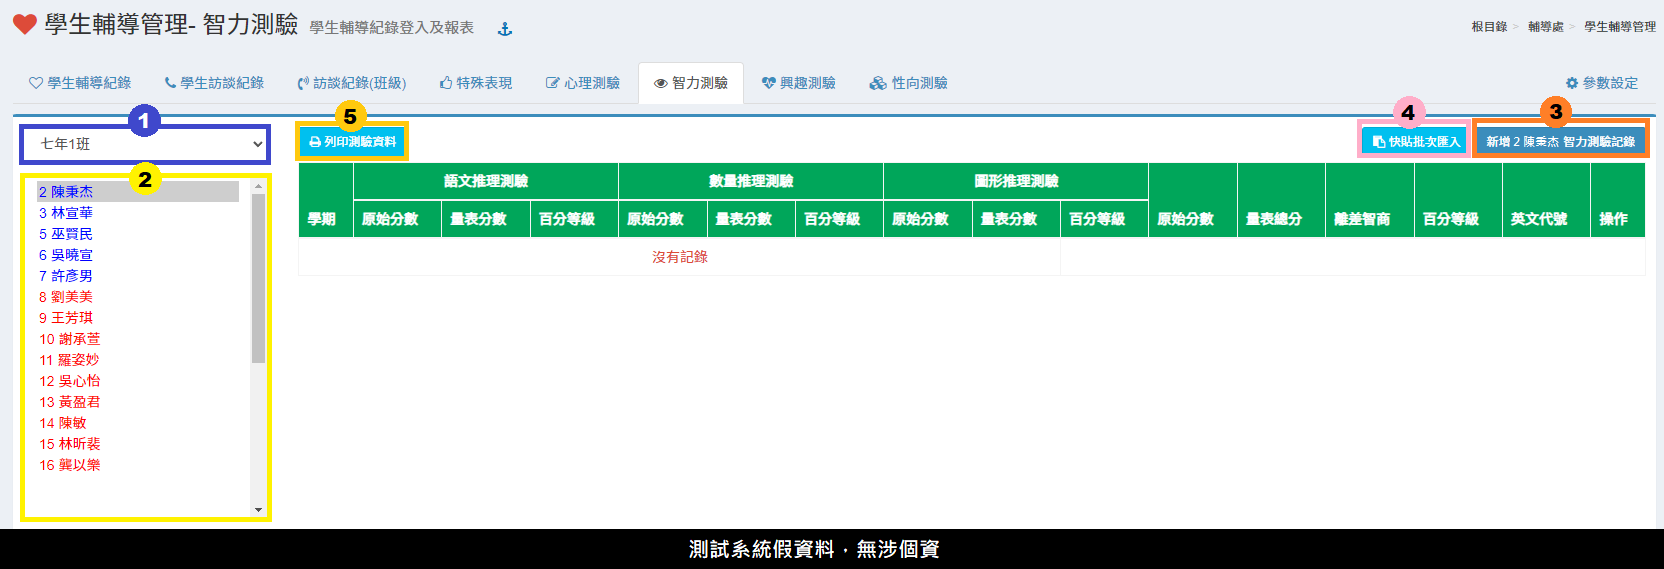 學生輔導管理- 智力測驗 學生輔導紀錄登入及報表
根目錄 > 輔導處 > 學生輔導管理
學生輔導紀錄 學生訪談紀錄 訪談紀錄(班級) 特殊表現 心理測驗 智力測驗 興趣測驗 性向測驗 參數設定
1
七年1班
2
2 陳秉杰
3 林宣華
5 巫賢民
6 吳曉宣
7 許彥男
8 劉美美
9 王芳琪
10 謝承萱
11 羅姿妙
12 吳心怡
13 黃盈君
14 陳敏
15 林昕裴
16 龔以樂
5
列印測驗資料
4
快貼批次匯入
3
新增 2 陳秉杰 智力測驗記錄
語文推理測驗 數量推理測驗 圖形推理測驗
學期 原始分數 量表分數 百分等級 原始分數 量表分數 百分等級 原始分數 量表分數 百分等級 原始分數 量表總分 離差智商 百分等級 英文代號 操作
沒有記錄
測試系統假資料，無涉個資